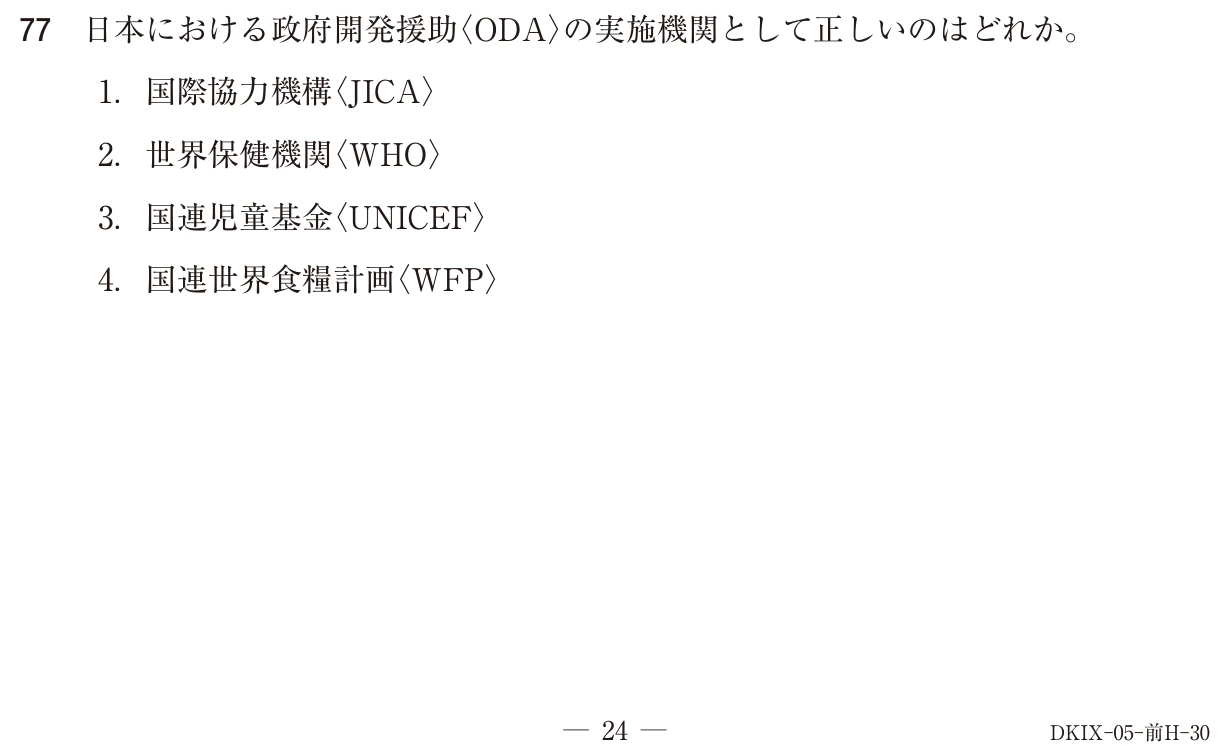 77 日本における政府開発援助〈ODA〉の実施機関として正しいのはどれか。
1. 国際協力機構〈JICA〉
2. 世界保健機関〈WHO〉
3. 国連児童基金〈UNICEF〉
4. 国連世界食糧計画〈WFP〉
— 24 —
DKIX-05-前H-30